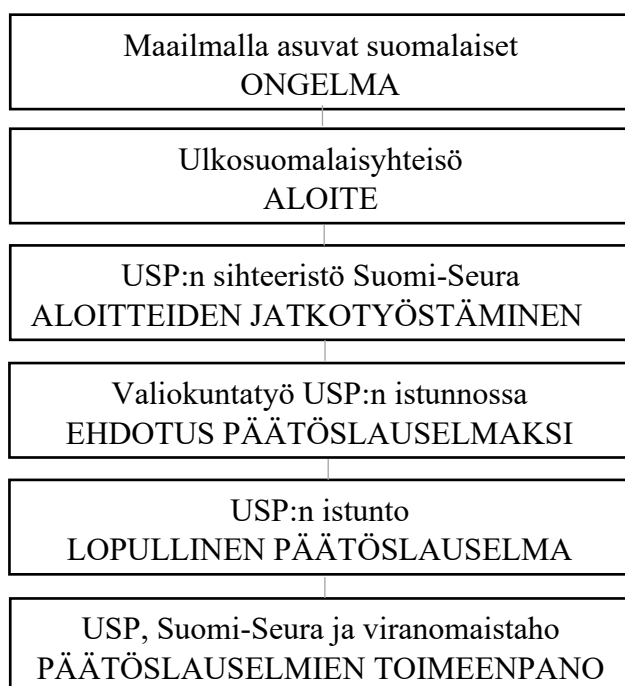 Maailmalla asuvat suomalaiset
ONGELMA
Ulkosuomalaisyhteisö
ALOITE
USP:n sihteeristö Suomi-Seura
ALOITTEIDEN JATKOTYÖSTÄMINEN
Valiokuntatyö USP:n istunnossa
EHDOTUS PÄÄTÖSLAUSELMAKSI
USP:n istunto
LOPULLINEN PÄÄTÖSLAUSELMA
USP, Suomi-Seura ja viranomaistaho
PÄÄTÖSLAUSELMIEN TOIMEENPANO